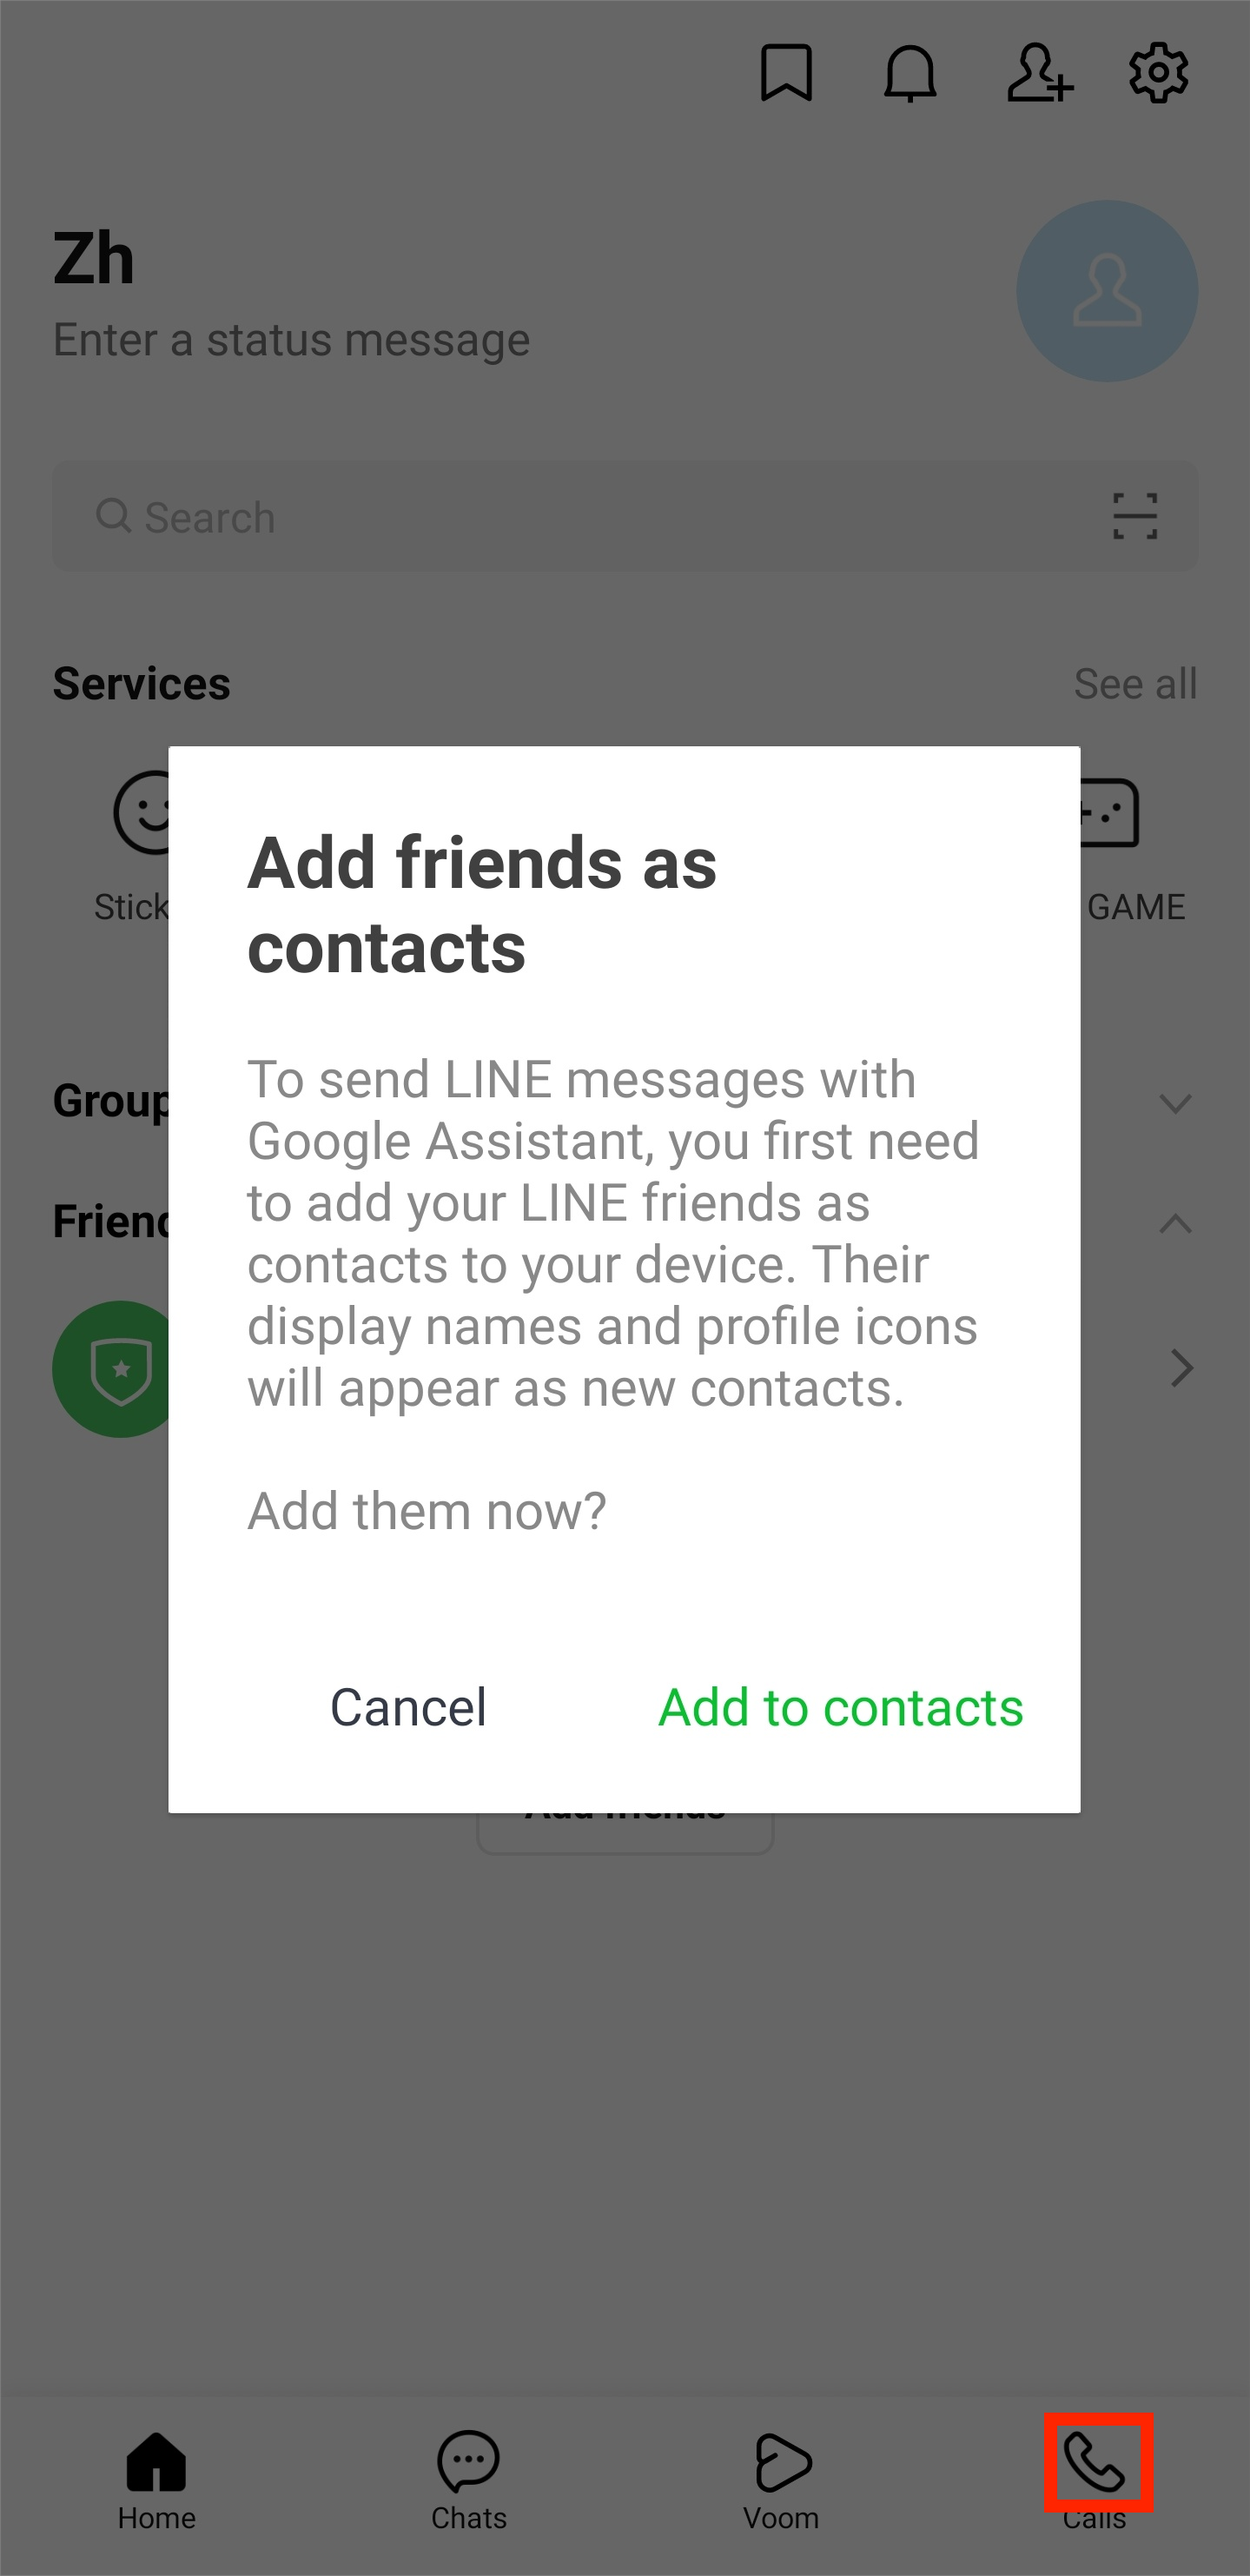 Zh
Enter a status message
Search
Services
See all
Stick
GAME
Add friends as
contacts
Group
To send LINE messages with
Google Assistant, you first need
to add your LINE friends as
contacts to your device. Their
display names and profile icons
will appear as new contacts.
Add them now?
Cancel
Add to contacts
Add friends
Home
Chats
Voom
Calls